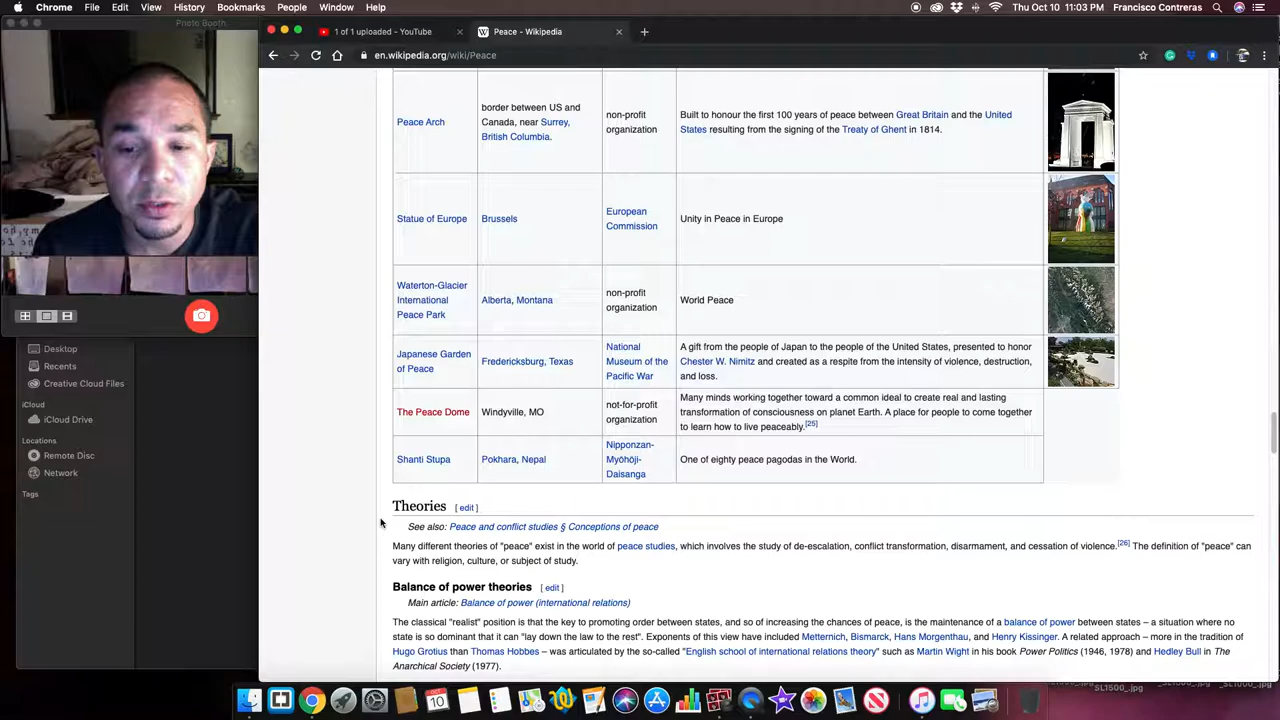 Chrome File Edit View History Bookmarks People Window Help
100% Thu Oct 10 11:03 PM Francisco Contreras
Photo Booth
1 of 1 uploaded - YouTube
Peace - Wikipedia
en.wikipedia.org/wiki/Peace
Desktop
Recents
Creative Cloud Files
iCloud
iCloud Drive
Locations
Remote Disc
Network
Tags
Peace Arch
border between US and
Canada, near Surrey,
British Columbia.
non-profit
organization
Built to honour the first 100 years of peace between Great Britain and the United
States resulting from the signing of the Treaty of Ghent in 1814.
Statue of Europe
Brussels
European
Commission
Unity in Peace in Europe
Waterton-Glacier
International
Peace Park
Alberta, Montana
non-profit
organization
World Peace
Japanese Garden
of Peace
Fredericksburg, Texas
National
Museum of the
Pacific War
A gift from the people of Japan to the people of the United States, presented to honor
Chester W. Nimitz and created as a respite from the intensity of violence, destruction,
and loss.
The Peace Dome
Windyville, MO
not-for-profit
organization
Many minds working together toward a common ideal to create real and lasting
transformation of consciousness on planet Earth. A place for people to come together
to learn how to live peaceably.[25]
Shanti Stupa
Pokhara, Nepal
Nipponzan-
Myōhōji-
Daisanga
One of eighty peace pagodas in the World.
Theories [ edit ]
See also: Peace and conflict studies § Conceptions of peace
Many different theories of "peace" exist in the world of peace studies, which involves the study of de-escalation, conflict transformation, disarmament, and cessation of violence.[26] The definition of "peace" can
vary with religion, culture, or subject of study.
Balance of power theories [ edit ]
Main article: Balance of power (international relations)
The classical "realist" position is that the key to promoting order between states, and so of increasing the chances of peace, is the maintenance of a balance of power between states – a situation where no
state is so dominant that it can "lay down the law to the rest". Exponents of this view have included Metternich, Bismarck, Hans Morgenthau, and Henry Kissinger. A related approach – more in the tradition of
Hugo Grotius than Thomas Hobbes – was articulated by the so-called "English school of international relations theory" such as Martin Wight in his book Power Politics (1946, 1978) and Hedley Bull in The
Anarchical Society (1977).
10